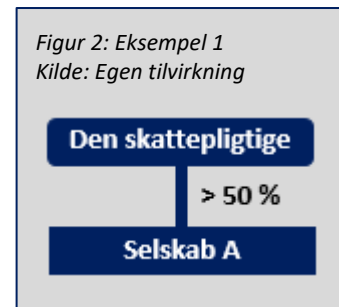 Figur 2: Eksempel 1
Kilde: Egen tilvirkning
Den skattepligtige
> 50 %
Selskab A